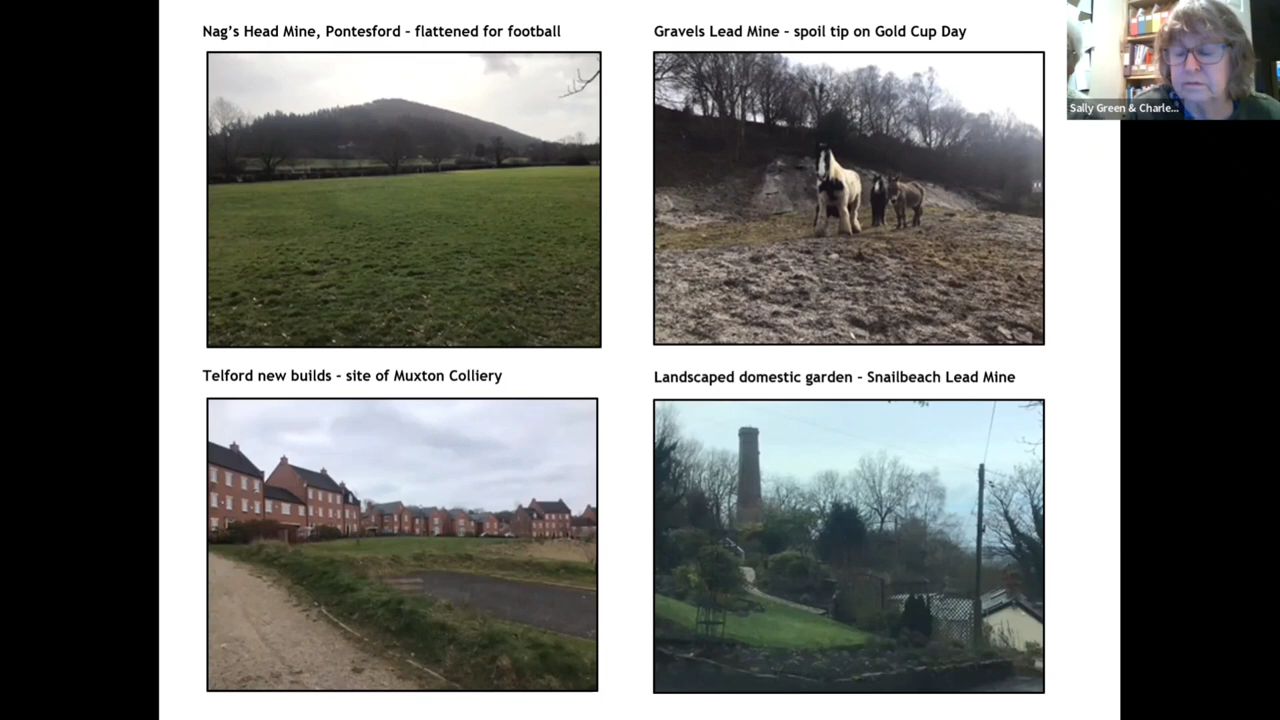 Nag's Head Mine, Pontesford - flattened for football
Gravels Lead Mine - spoil tip on Gold Cup Day
Sally Green & Charle...
Telford new builds - site of Muxton Colliery
Landscaped domestic garden - Snailbeach Lead Mine